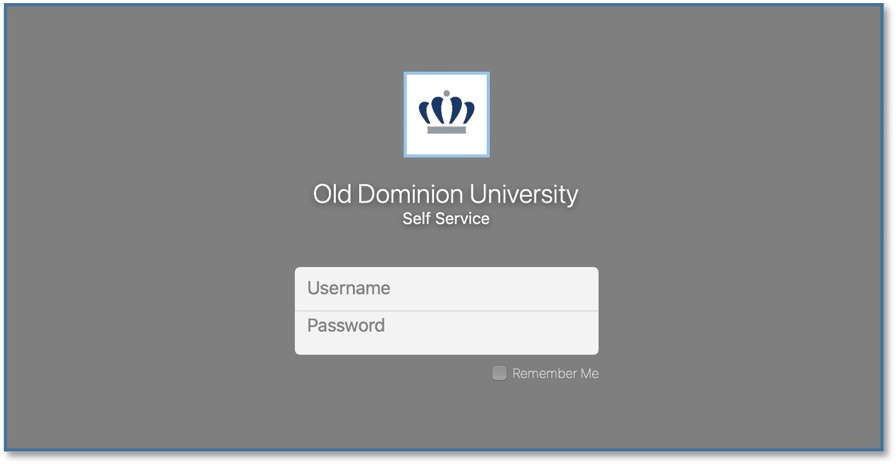 Old Dominion University
Self Service
Username
Password
Remember Me